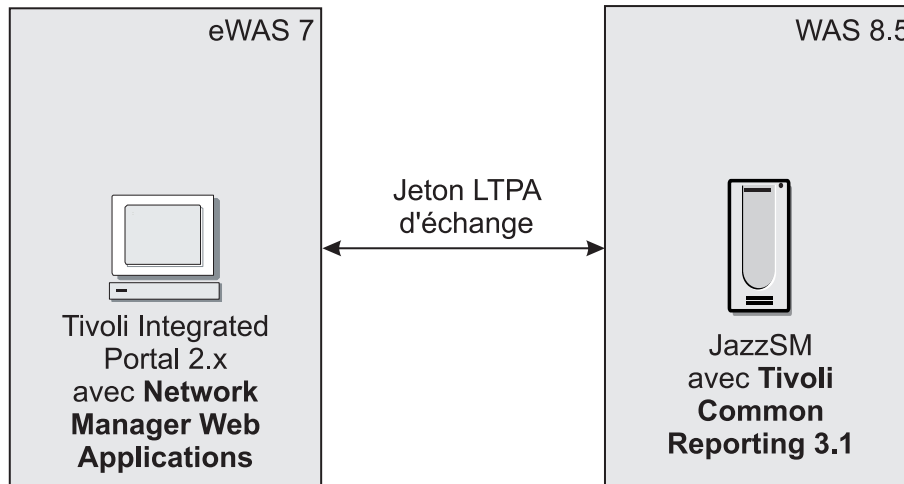 eWAS 7
Tivoli Integrated
Portal 2.x
avec Network
Manager Web
Applications
Jeton LTPA
d'échange
WAS 8.5
JazzSM
avec Tivoli
Common
Reporting 3.1